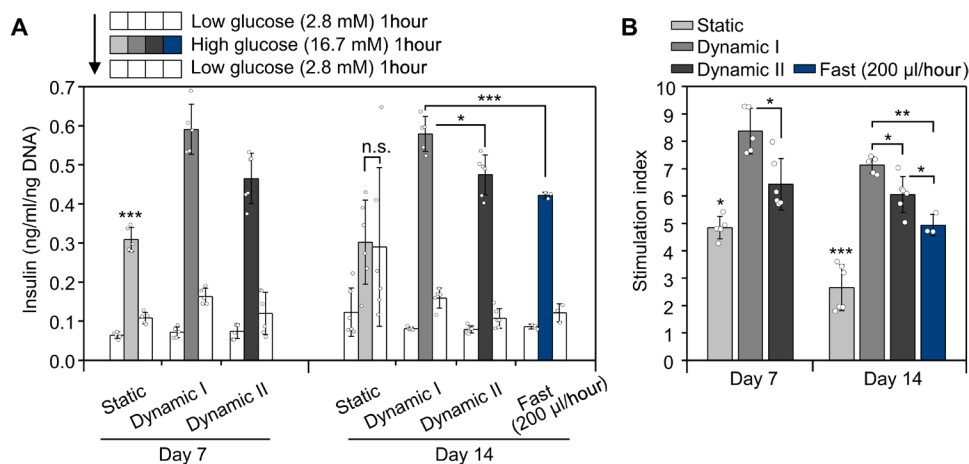 A
Low glucose (2.8 mM) 1hour
High glucose (16.7 mM) 1hour
Low glucose (2.8 mM) 1hour
Insulin (ng/ml/ng DNA)
0.7
0.6
0.5
0.4
0.3
0.2
0.1
0.0
***
n.s.
*
***
Static
Dynamic I
Dynamic II
Static
Dynamic I
Dynamic II
Fast
(200 µl/hour)
Day 7
Day 14
B
Static
Dynamic I
Dynamic II
Fast (200 µl/hour)
Stimulation index
10
9
8
7
6
5
4
3
2
1
0
*
*
***
*
**
*
Day 7
Day 14